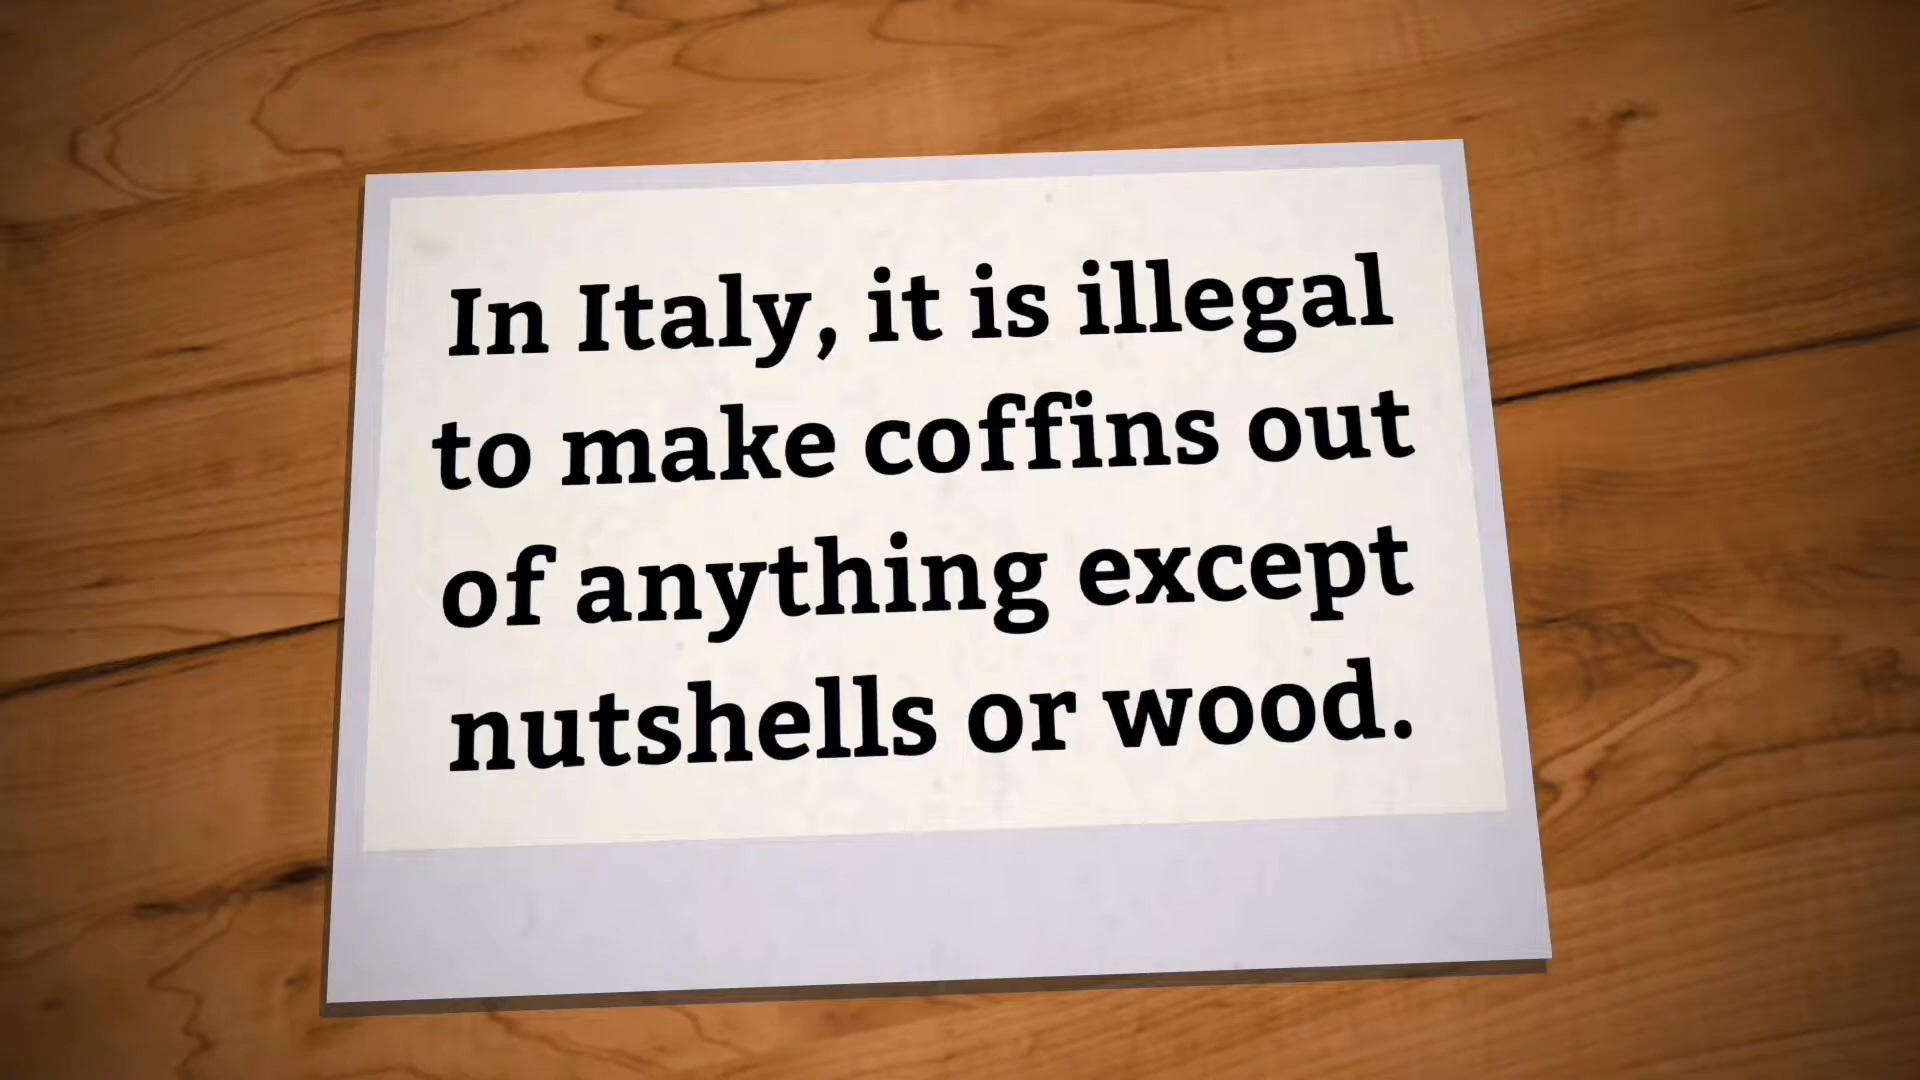 In Italy, it is illegal
to make coffins out
of anything except
nutshells or wood.